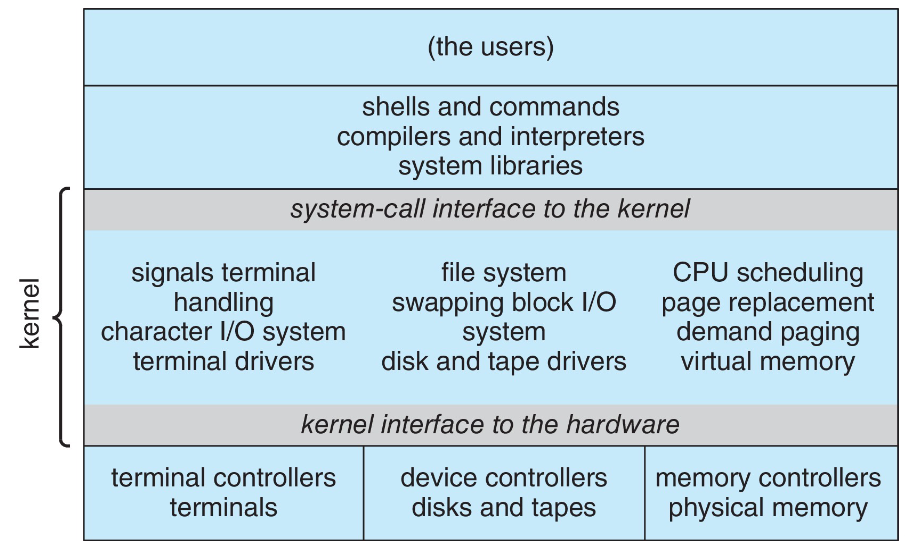 (the users)
shells and commands
compilers and interpreters
system libraries
kernel
system-call interface to the kernel
signals terminal
handling
character I/O system
terminal drivers
file system
swapping block I/O
system
disk and tape drivers
CPU scheduling
page replacement
demand paging
virtual memory
kernel interface to the hardware
terminal controllers
terminals
device controllers
disks and tapes
memory controllers
physical memory